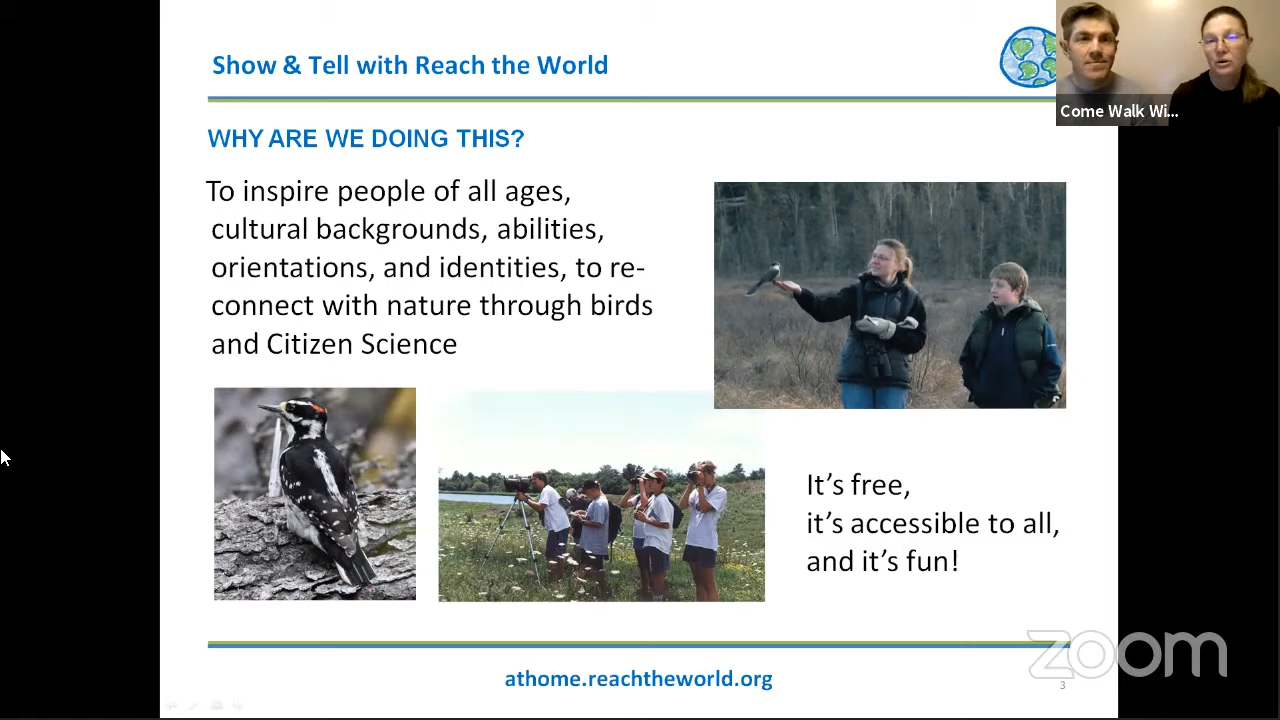 Show & Tell with Reach the World
Come Walk Wi...
WHY ARE WE DOING THIS?
To inspire people of all ages,
cultural backgrounds, abilities,
orientations, and identities, to re-
connect with nature through birds
and Citizen Science
It's free,
it's accessible to all,
and it's fun!
zoom
athome.reachtheworld.org
3